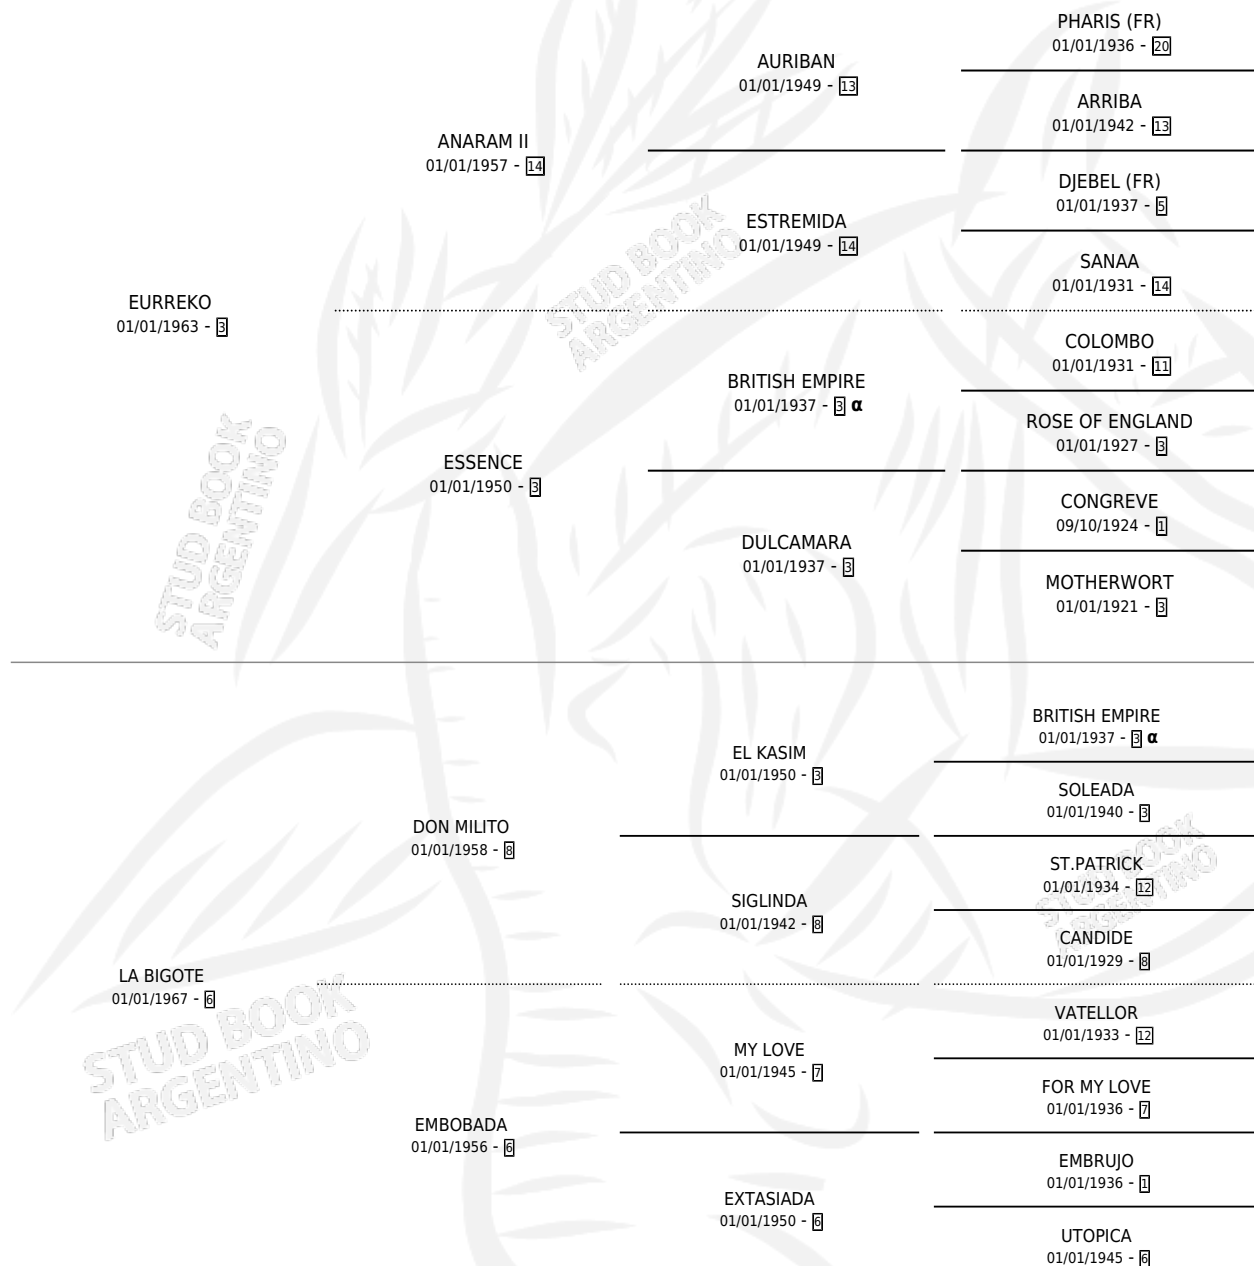 PHARIS (FR)
01/01/1936 - 20
AURIBAN
01/01/1949 - 13
ARRIBA
01/01/1942 - 13
ANARAM II
01/01/1957 - 14
DJEBEL (FR)
01/01/1937 - 5
ESTREMIDA
01/01/1949 - 14
SANAA
01/01/1931 - 14
STUD BOOK
ARGENTINO
EURREKO
01/01/1963 - 3
COLOMBO
01/01/1931 - 11
BRITISH EMPIRE
01/01/1937 - 3 α
ROSE OF ENGLAND
01/01/1927 - 3
ESSENCE
01/01/1950 - 3
CONGREVE
09/10/1924 - 1
DULCAMARA
01/01/1937 - 3
MOTHERWORT
01/01/1921 - 3
STUD BOOK
ARGENTINO
BRITISH EMPIRE
01/01/1937 - 3 α
EL KASIM
01/01/1950 - 3
SOLEADA
01/01/1940 - 3
DON MILITO
01/01/1958 - 8
ST.PATRICK
01/01/1934 - 12
SIGLINDA
01/01/1942 - 8
CANDIDE
01/01/1929 - 8
STUD BOOK
ARGENTINO
LA BIGOTE
01/01/1967 - 6
VATELLOR
01/01/1933 - 12
MY LOVE
01/01/1945 - 7
FOR MY LOVE
01/01/1936 - 7
STUD BOOK
ARGENTINO
EMBOBADA
01/01/1956 - 6
EMBRUJO
01/01/1936 - 1
EXTASIADA
01/01/1950 - 6
UTOPICA
01/01/1945 - 6